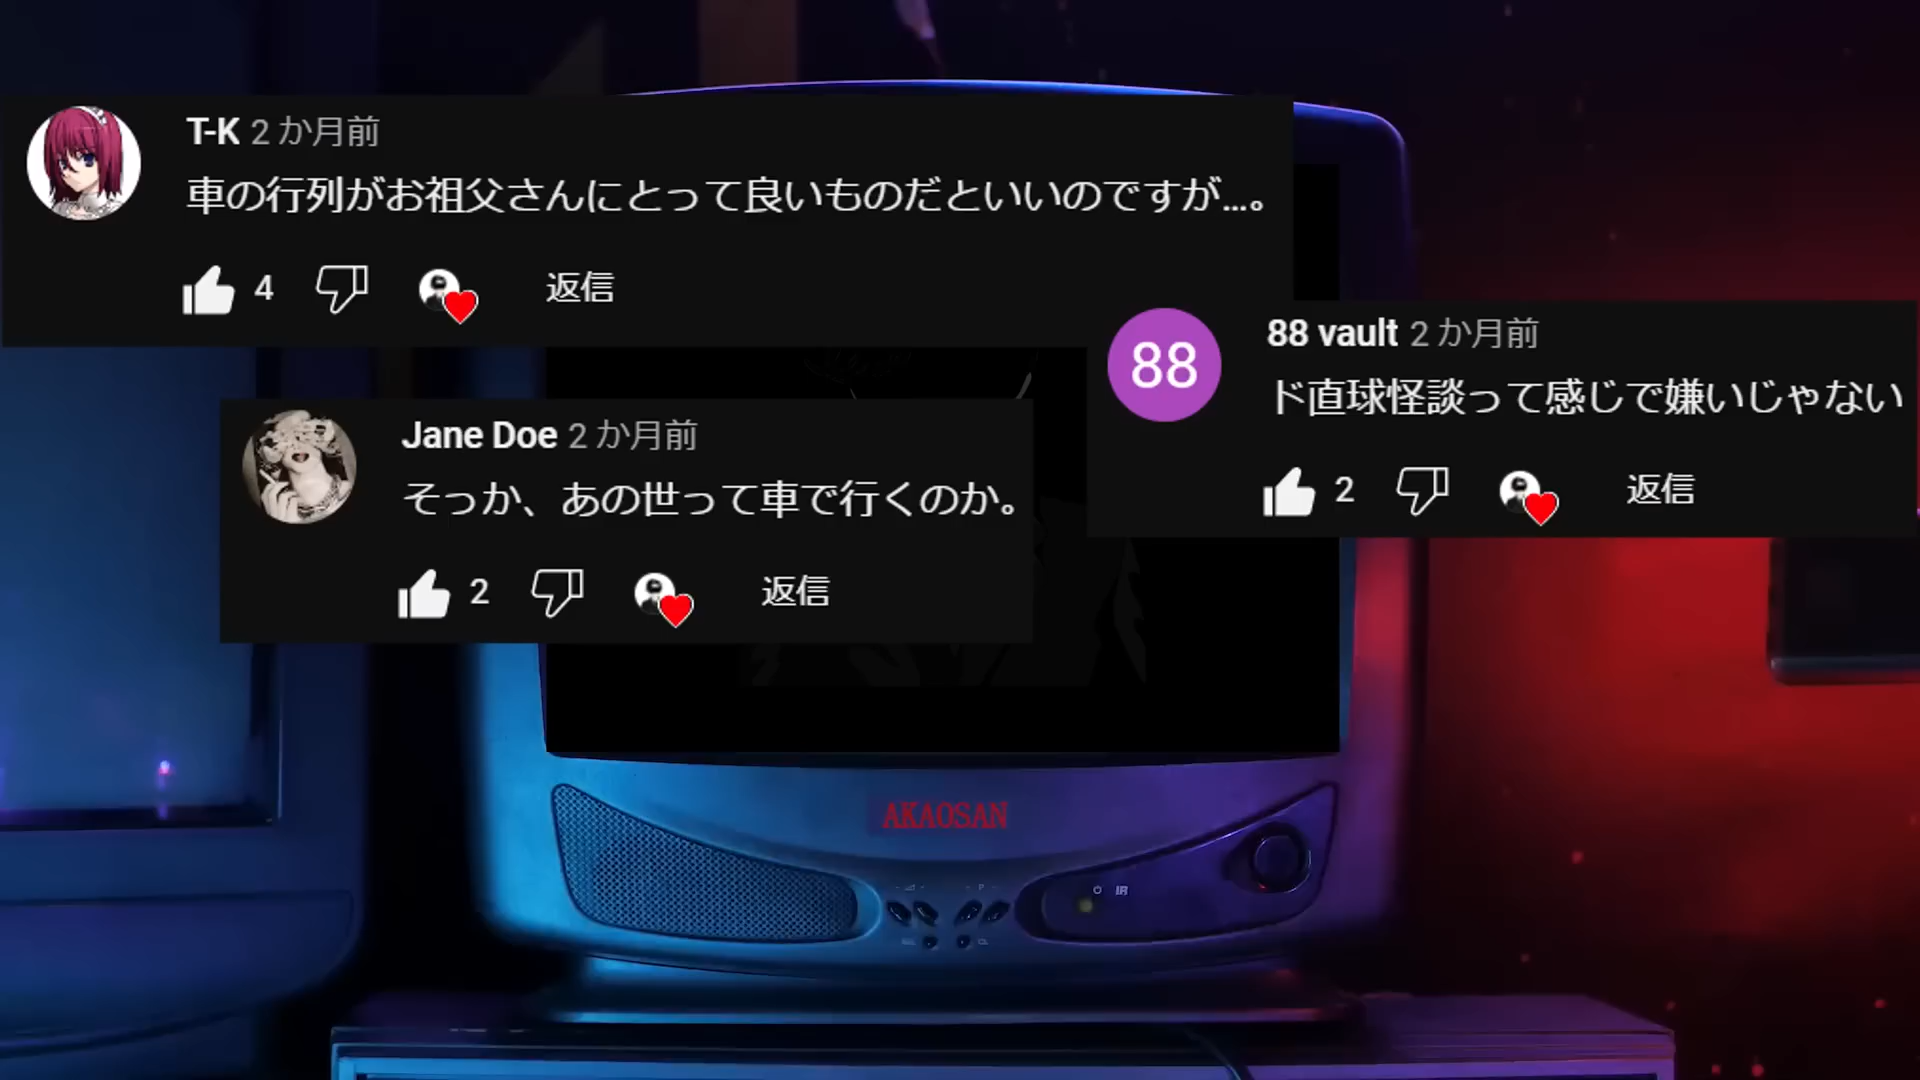 T-K 2 か月前
車の行列がお祖父さんにとって良いものだといいのですが...。
4 返信
88
88 vault 2 か月前
ド直球怪談って感じで嫌いじゃない
2 返信
Jane Doe 2 か月前
そっか、あの世って車で行くのか。
2 返信
AKAOSAN
IR